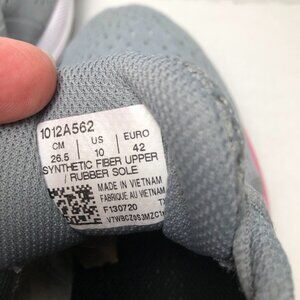 1012A562
CM US EURO
26.5 10 42
SYNTHETIC FIBER UPPER
/ RUBBER SOLE
MADE IN VIETNAM
FABRIQUE AU VIETNAM
F130720 TX